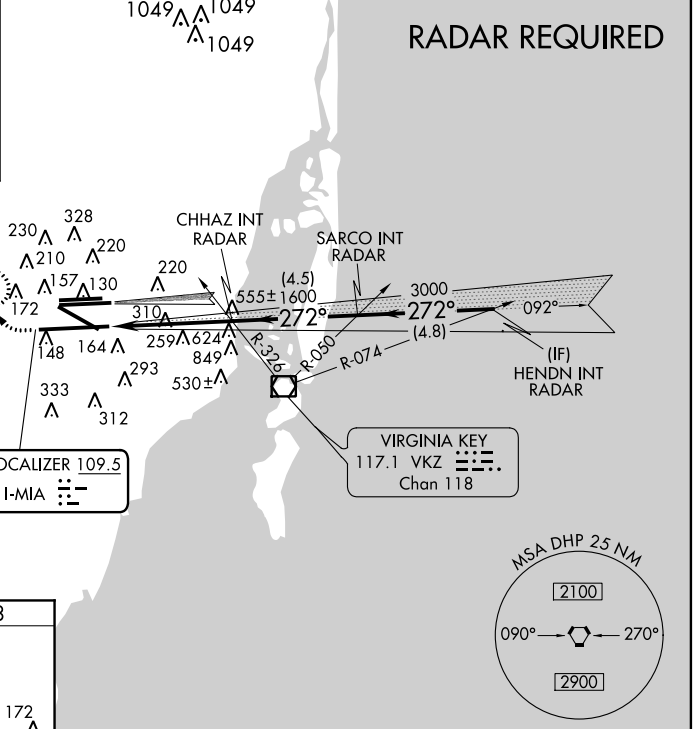 1049
1049
1049
RADAR REQUIRED
230
328
220
210
157
130
172
220
CHHAZ INT
RADAR
SARCO INT
RADAR
(4.5)
555± 1600
3000
272°
272°
092°
310
259
624
849
530±
148
164
293
333
312
R-326
R-050
R-074
(4.8)
(IF)
HENDN INT
RADAR
OCALIZER 109.5
I-MIA
VIRGINIA KEY
117.1 VKZ
Chan 118
MSA DHP 25 NM
2100
090°
270°
2900
172